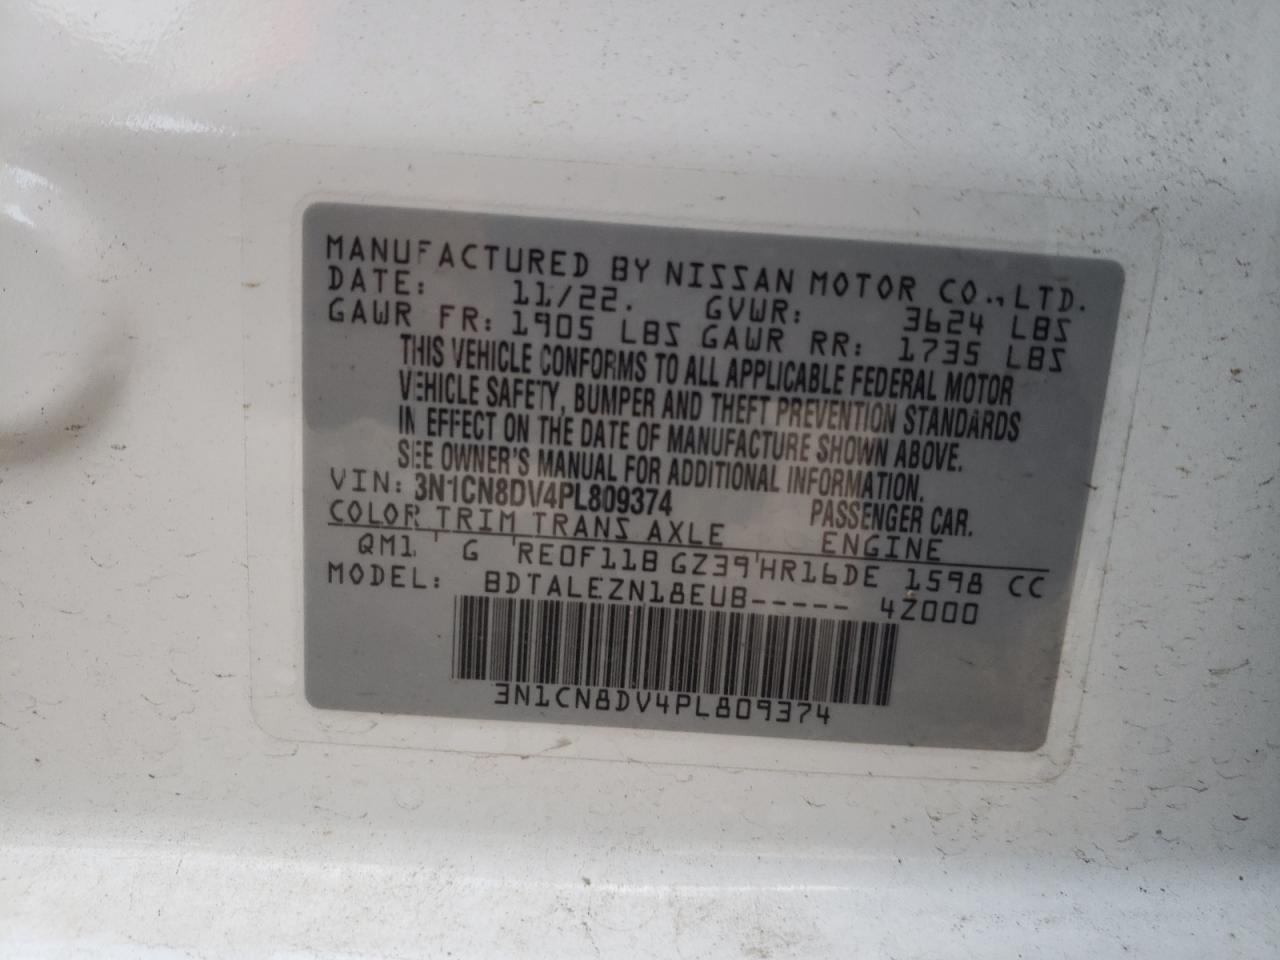 MANUFACTURED BY NISSAN MOTOR CO., LTD.
DATE: 11/22. GVWR: 3624 LBS
GAWR FR: 1905 LBS GAWR RR: 1735 LBS
THIS VEHICLE CONFORMS TO ALL APPLICABLE FEDERAL MOTOR
VEHICLE SAFETY, BUMPER AND THEFT PREVENTION STANDARDS
IN EFFECT ON THE DATE OF MANUFACTURE SHOWN ABOVE.
SEE OWNER'S MANUAL FOR ADDITIONAL INFORMATION.
VIN: 3N1CN8DV4PL809374 PASSENGER CAR.
COLOR TRIM TRANS AXLE ENGINE
QM1 G RE0F11B GZ39 HR16DE 1598 CC
MODEL: BDTALEZN18EUB----- 4Z000
3N1CN8DV4PL809374